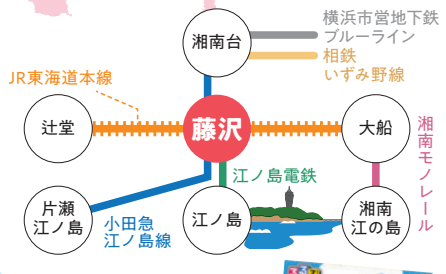 横浜市営地下鉄
ブルーライン
相鉄
いずみ野線
湘南台
JR東海道本線
辻堂
藤沢
大船
湘南モノレール
江ノ島電鉄
片瀬
江ノ島
小田急
江ノ島線
江ノ島
湘南
江の島